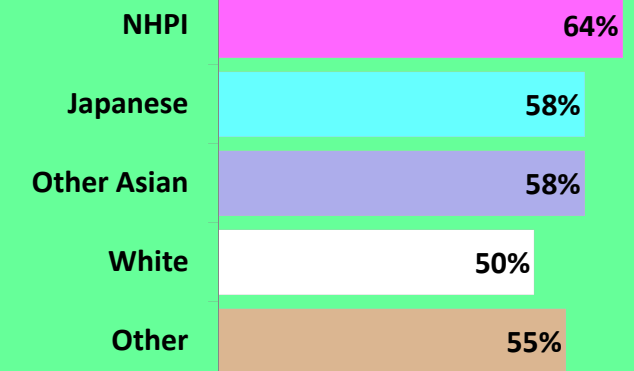 NHPI 64%
Japanese 58%
Other Asian 58%
White 50%
Other 55%